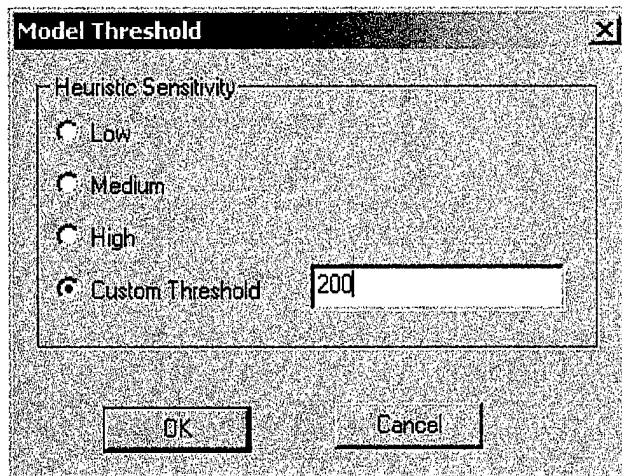 Model Threshold
Heuristic Sensitivity
Low
Medium
High
Custom Threshold 200
OK Cancel